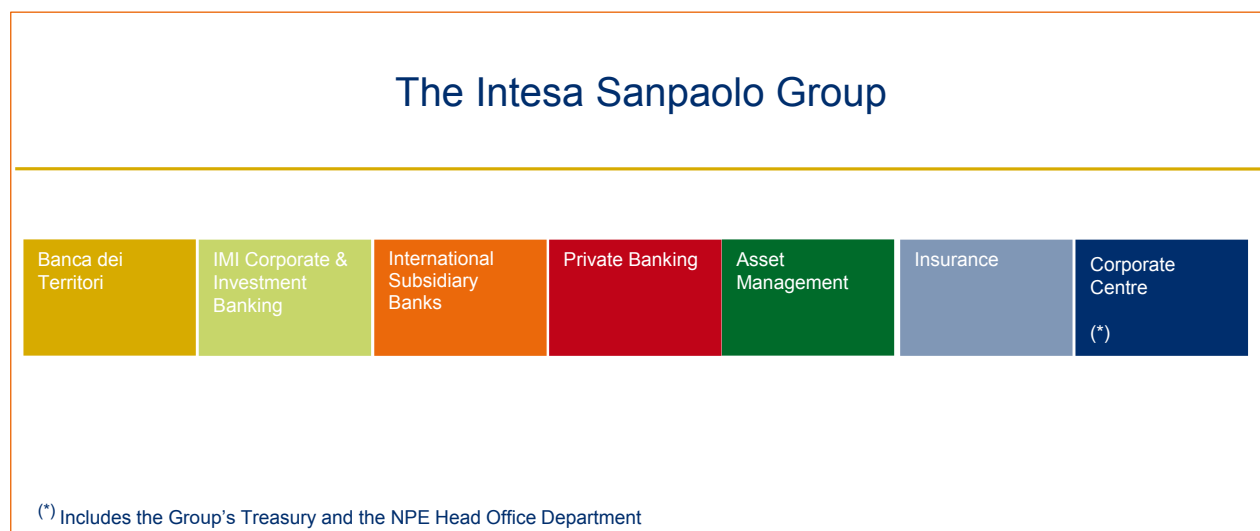 The Intesa Sanpaolo Group
Banca dei
Territori
IMI Corporate &
Investment
Banking
International
Subsidiary
Banks
Private Banking
Asset
Management
Insurance
Corporate
Centre
(*)
(*) Includes the Group's Treasury and the NPE Head Office Department